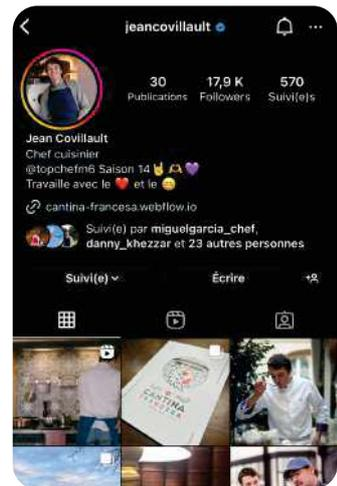 jeancovillault
30 17,9 K 570
Publications Followers Suivi(e)s
Jean Covillault
Chef cuisinier
@topchefm6 Saison 14 🤘 🫶 💜
Travaille avec le ❤️ et le 😊
cantina-francesa.webflow.io
Suivi(e) par miguelgarcia_chef,
danny_khezzar et 23 autres personnes
Suivi(e) Écrire
CANTINA
FRANCESA